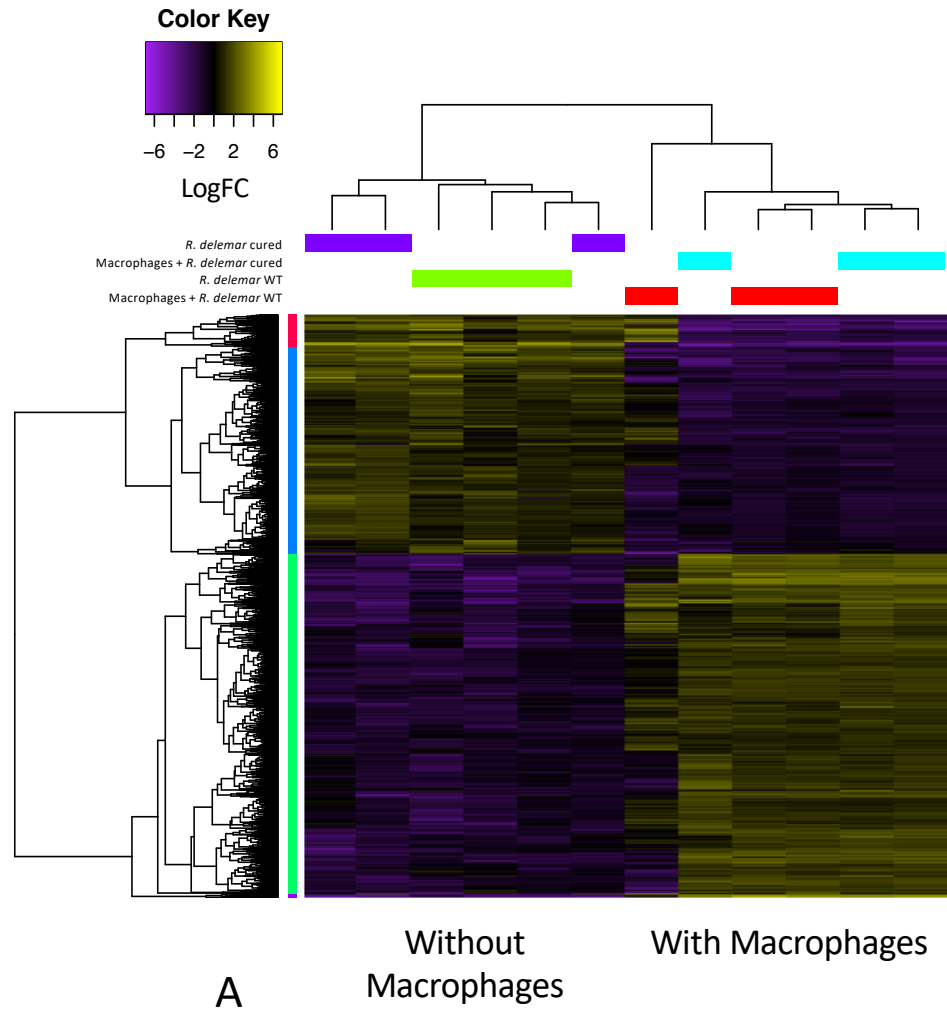 Color Key
−6 −2 2 6
LogFC
R. delemar cured
Macrophages + R. delemar cured
R. delemar WT
Macrophages + R. delemar WT
Without
Macrophages
With Macrophages
A